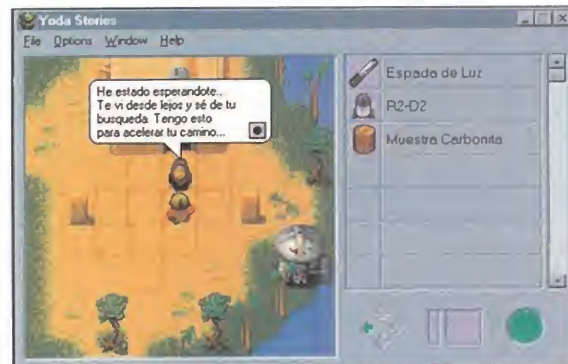 Yoda Stories
File Options Window Help
He estado esperandote..
Te vi desde lejos y sé de tu
busqueda. Tengo esto
para acelerar tu camino...
Espada de Luz
R2-D2
Muestra Carbonita